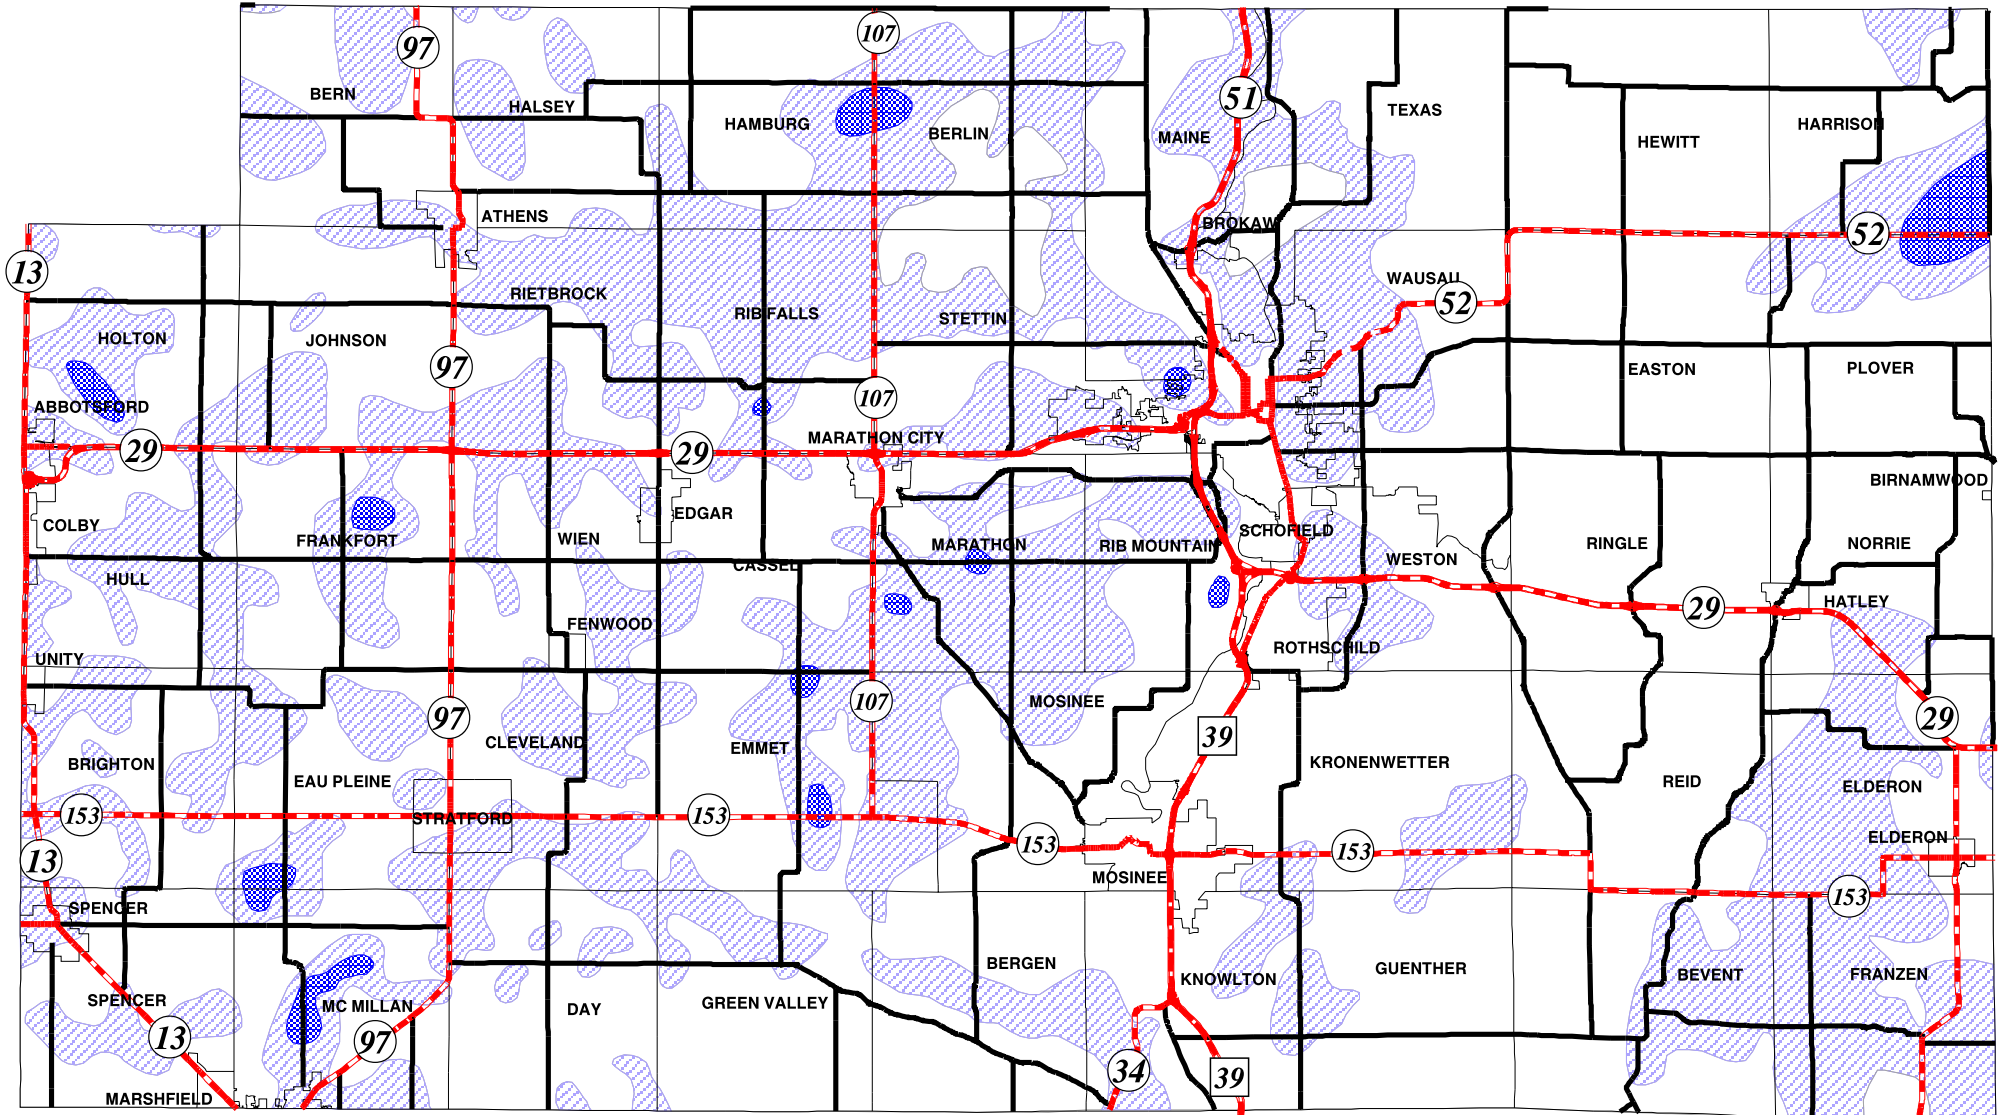 97
107
51
BERN
HALSEY
HAMBURG
BERLIN
MAINE
TEXAS
HEWITT
HARRISON
ATHENS
BROKAW
52
13
RIETBROCK
RIB FALLS
STETTIN
WAUSAU
52
HOLTON
JOHNSON
97
EASTON
PLOVER
107
ABBOTSFORD
29
29
MARATHON CITY
BIRNAMWOOD
COLBY
FRANKFORT
WIEN
EDGAR
CASSEL
MARATHON
RIB MOUNTAIN
SCHOFIELD
WESTON
RINGLE
NORRIE
HULL
FENWOOD
29
HATLEY
UNITY
ROTHSCHILD
97
107
MOSINEE
39
29
BRIGHTON
EAU PLEINE
CLEVELAND
EMMET
KRONENWETTER
REID
ELDERON
153
STRATFORD
153
153
153
ELDERON
13
MOSINEE
153
SPENCER
SPENCER
MC MILLAN
DAY
GREEN VALLEY
BERGEN
KNOWLTON
GUENTHER
BEVENT
FRANZEN
13
97
34
39
MARSHFIELD